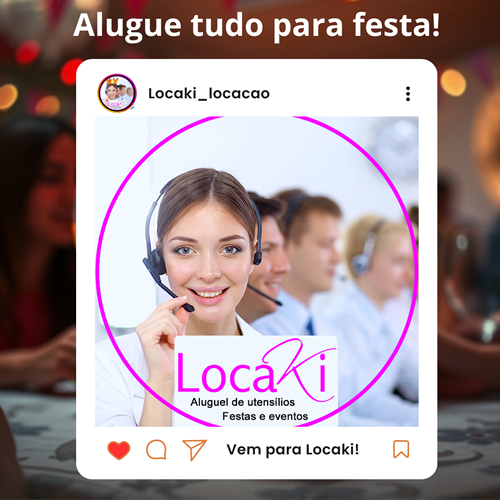 Alugue tudo para festa!
Locaki_locacao
LocaKi
Aluguel de utensílios
Festas e eventos
Vem para Locaki!